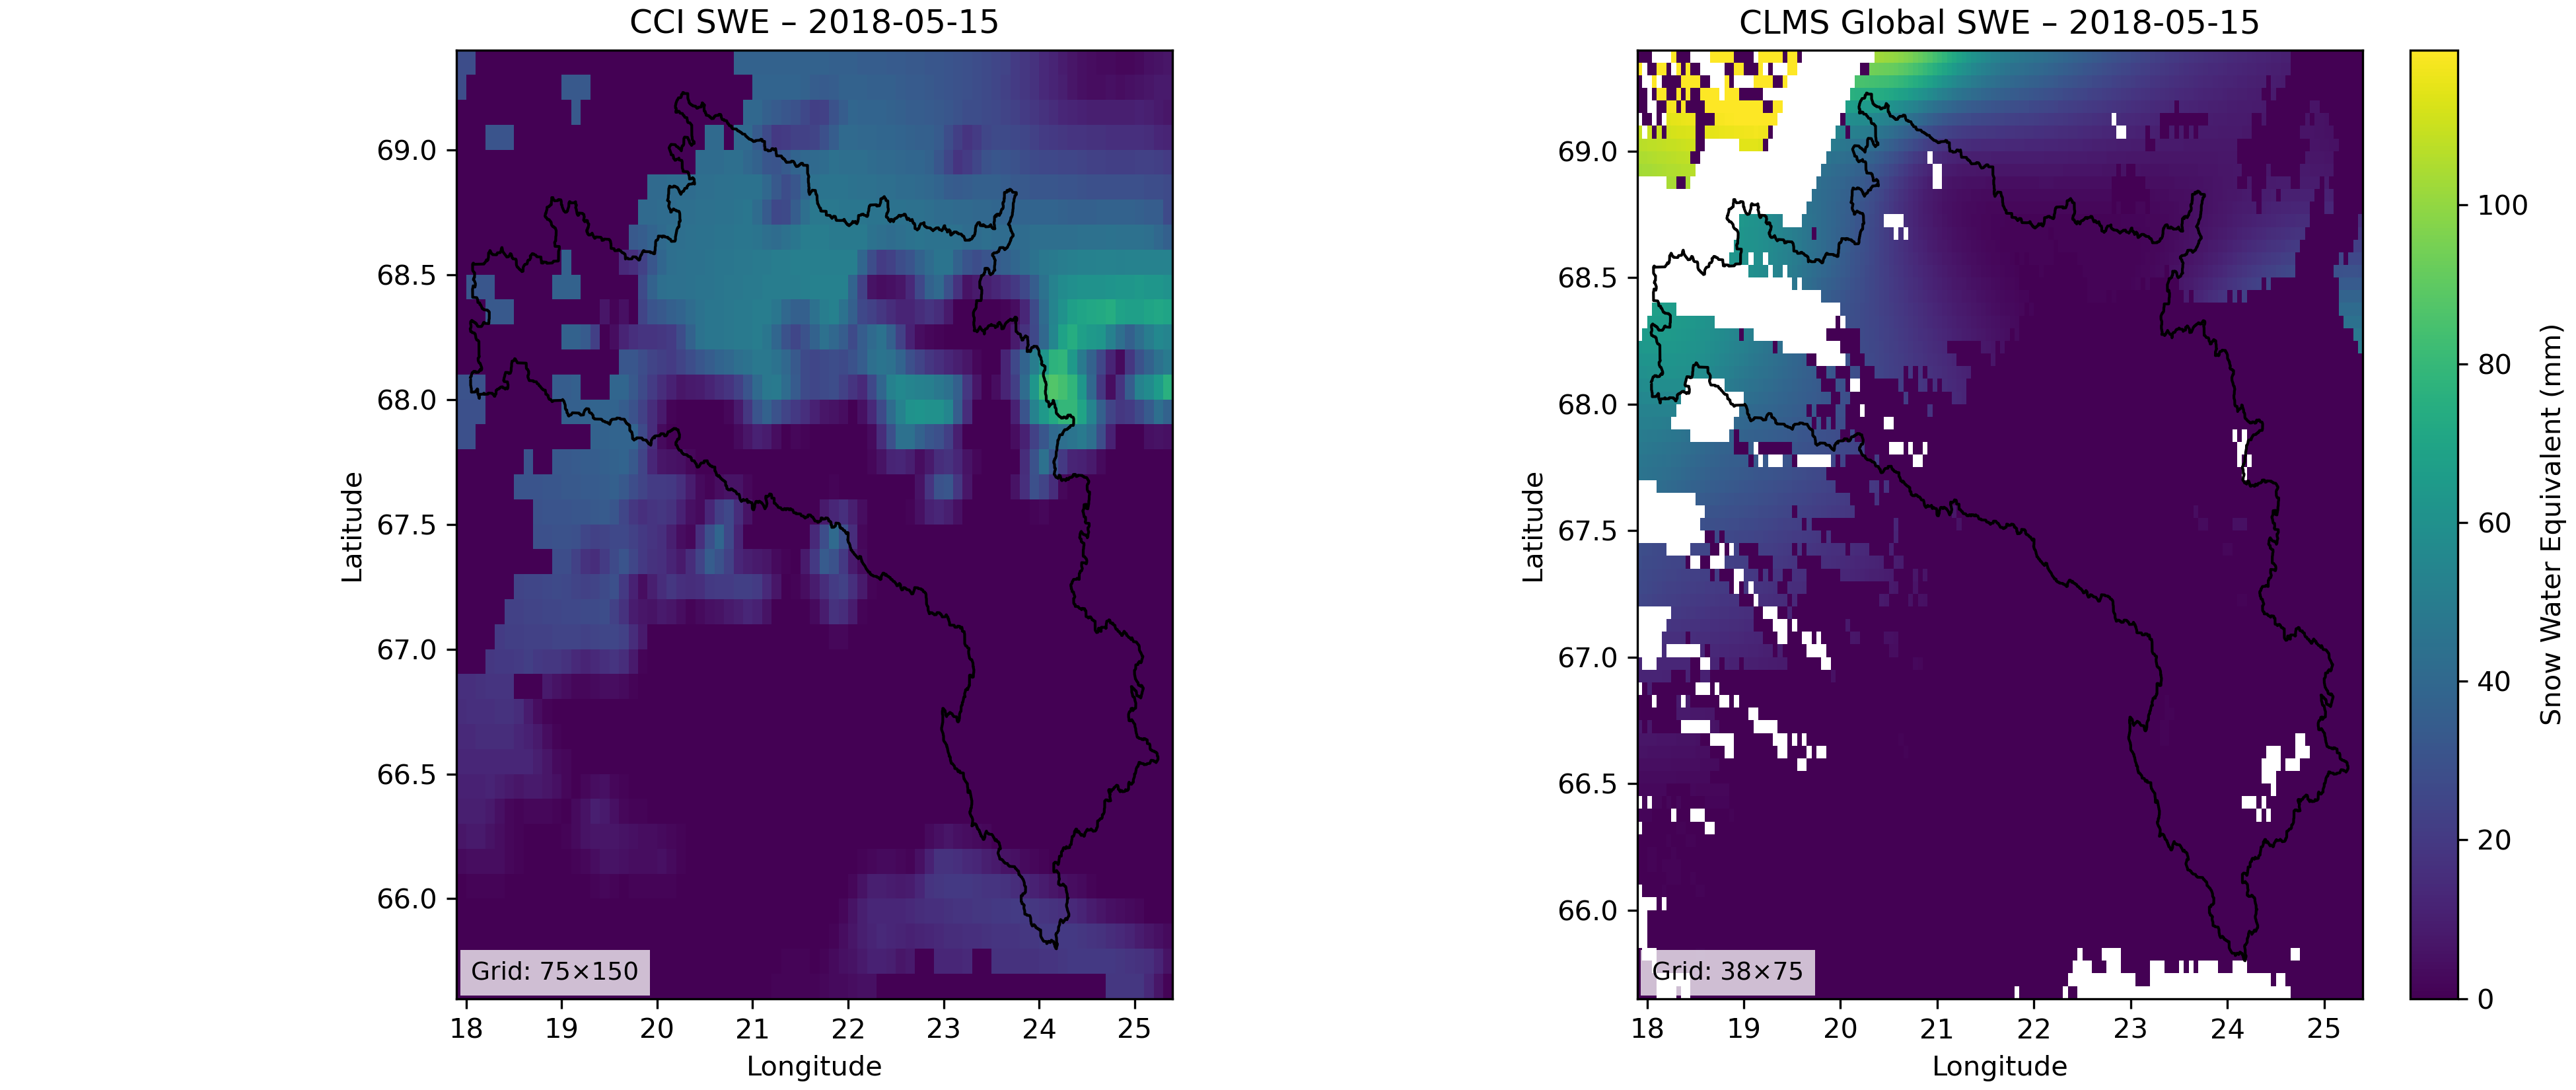 CCI SWE – 2018-05-15
69.0
68.5
68.0
67.5
67.0
66.5
66.0
Latitude
Grid: 75×150
18 19 20 21 22 23 24 25
Longitude
CLMS Global SWE – 2018-05-15
69.0
68.5
68.0
67.5
67.0
66.5
66.0
Latitude
Grid: 38×75
18 19 20 21 22 23 24 25
Longitude
100
80
60
40
20
0
Snow Water Equivalent (mm)